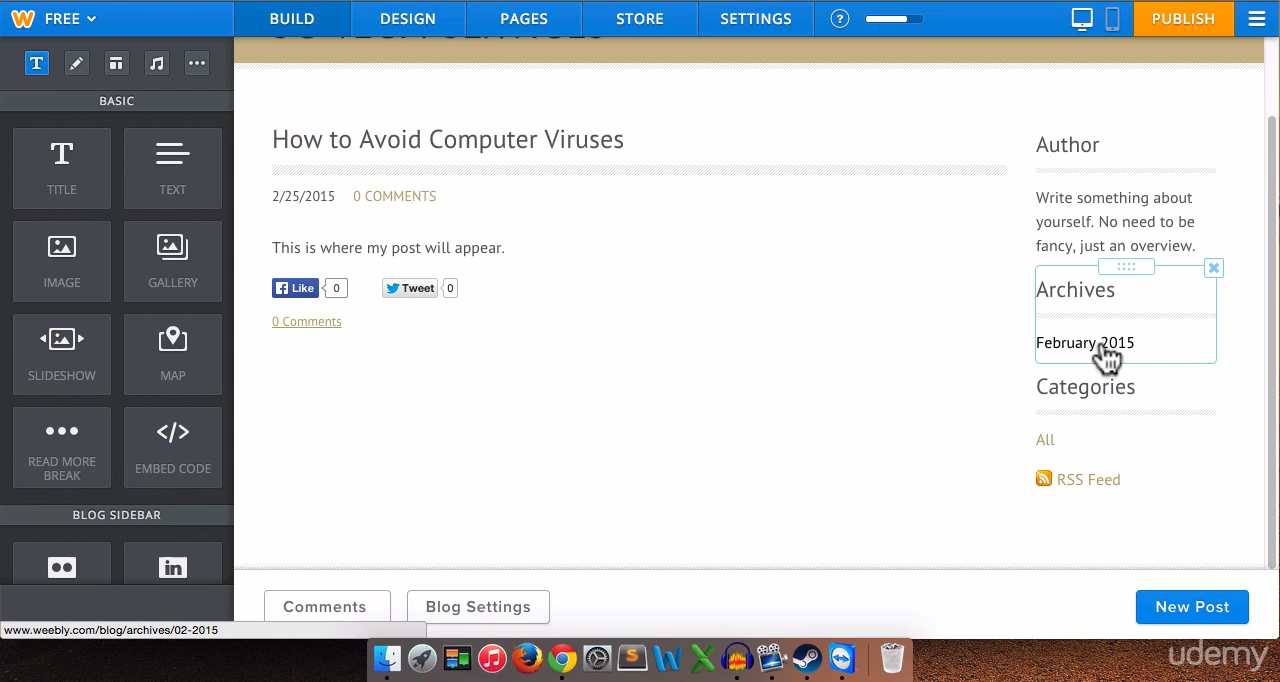 FREE
BUILD
DESIGN
PAGES
STORE
SETTINGS
?
PUBLISH
T
BASIC
T
TITLE
TEXT
IMAGE
GALLERY
SLIDESHOW
MAP
READ MORE
BREAK
EMBED CODE
BLOG SIDEBAR
in
How to Avoid Computer Viruses
2/25/2015 0 COMMENTS
This is where my post will appear.
Like 0
Tweet 0
0 Comments
Author
Write something about
yourself. No need to be
fancy, just an overview.
Archives
February 2015
Categories
All
RSS Feed
Comments
Blog Settings
New Post
www.weebly.com/blog/archives/02-2015
udemy